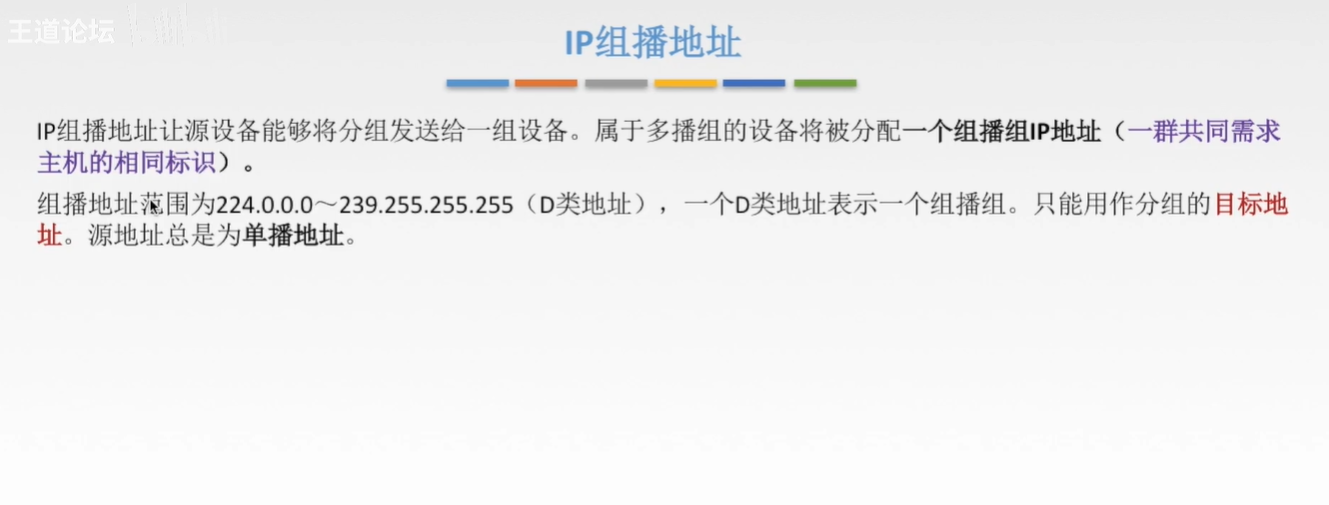 王道论坛
IP组播地址
IP组播地址让源设备能够将分组发送给一组设备。属于多播组的设备将被分配一个组播组IP地址（一群共同需求
主机的相同标识）。
组播地址范围为224.0.0.0～239.255.255.255（D类地址），一个D类地址表示一个组播组。只能用作分组的目标地
址。源地址总是为单播地址。